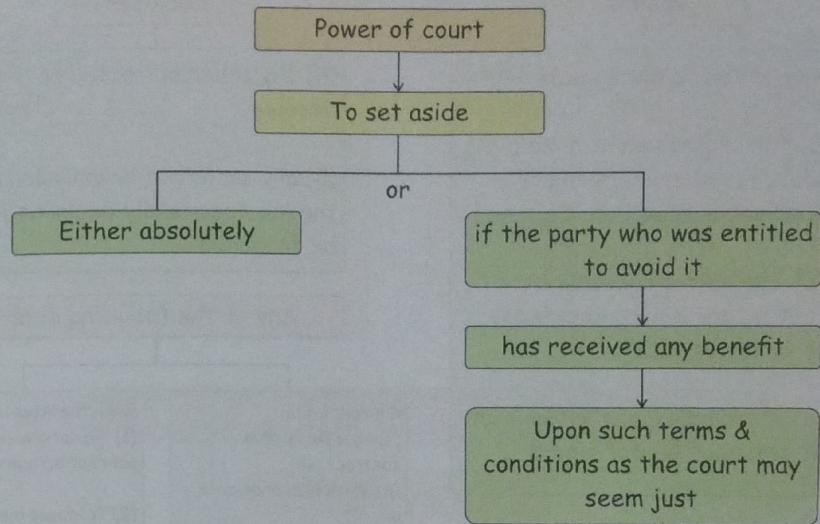 Power of court
To set aside
or
Either absolutely
if the party who was entitled
to avoid it
has received any benefit
Upon such terms &
conditions as the court may
seem just